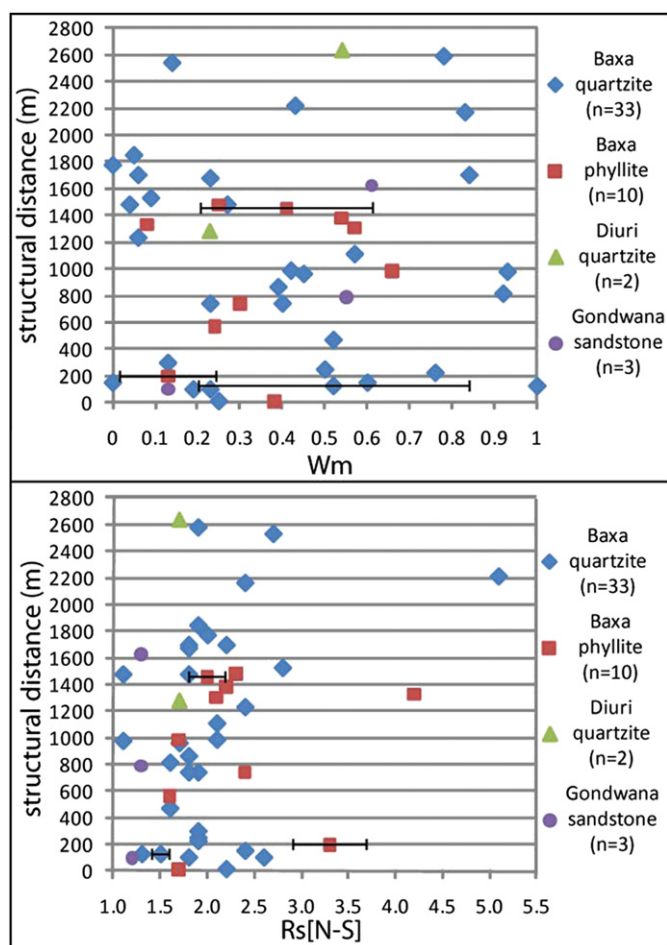 2800
2600
2400
2200
2000
1800
1600
1400
1200
1000
800
600
400
200
0
structural distance (m)
0
0.1
0.2
0.3
0.4
0.5
0.6
0.7
0.8
0.9
1
Wm
Baxa
quartzite
(n=33)
Baxa
phyllite
(n=10)
Diuri
quartzite
(n=2)
Gondwana
sandstone
(n=3)
2800
2600
2400
2200
2000
1800
1600
1400
1200
1000
800
600
400
200
0
structural distance (m)
1.0
1.5
2.0
2.5
3.0
3.5
4.0
4.5
5.0
5.5
Rs[N-S]
Baxa
quartzite
(n=33)
Baxa
phyllite
(n=10)
Diuri
quartzite
(n=2)
Gondwana
sandstone
(n=3)